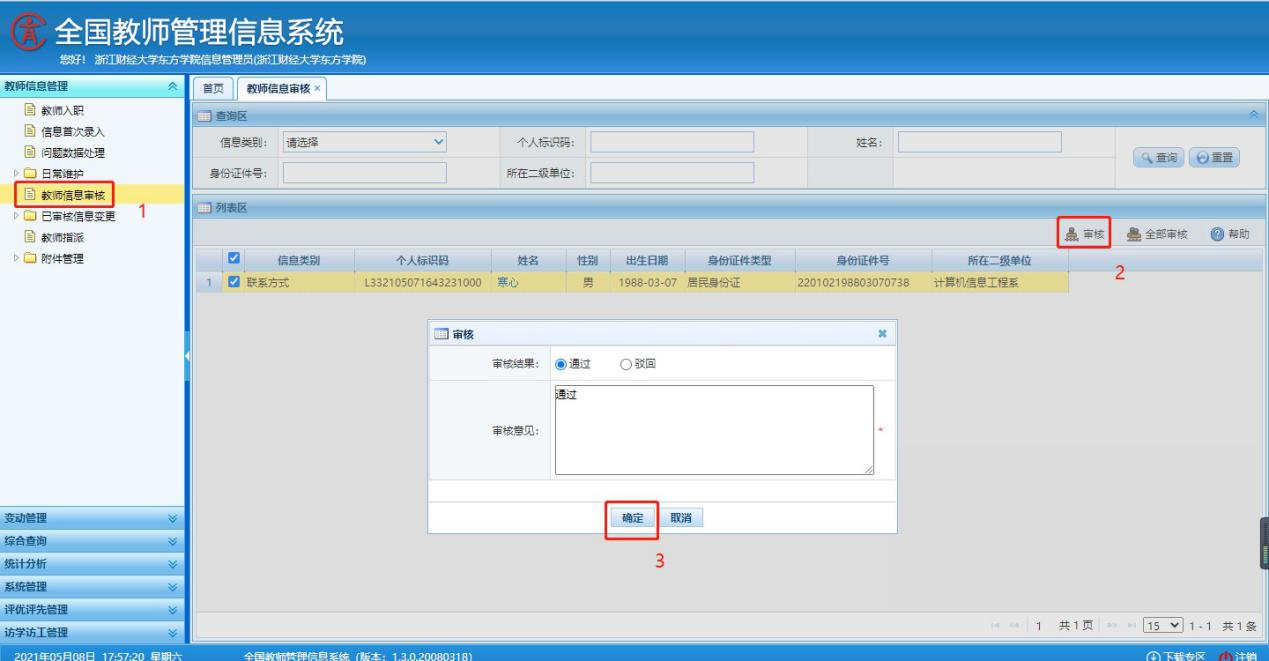 全国教师管理信息系统
您好! 浙江财经大学东方学院信息管理员(浙江财经大学东方学院)
教师信息管理
教师入职
信息首次录入
问题数据处理
日常维护
教师信息审核
1
已审核信息变更
教师指派
附件管理
变动管理
综合查询
统计分析
系统管理
评优评先管理
访学访工管理
首页 教师信息审核 ×
查询区
信息类别: 请选择 个人标识码: 姓名:
查询 重置
身份证件号: 所在二级单位:
列表区
审核 全部审核 帮助
2
信息类别 个人标识码 姓名 性别 出生日期 身份证件类型 身份证件号 所在二级单位
1 联系方式 L332105071643231000 寒心 男 1988-03-07 居民身份证 220102198803070738 计算机信息工程系
审核
审核结果: 通过 驳回
审核意见: 通过 *
确定 取消
3
1 共1页 15 1 - 1 共1条
2021年05月08日 17:57:20 星期六 全国教师管理信息系统 (版本: 1.3.0.20080318) 下载专区 注销